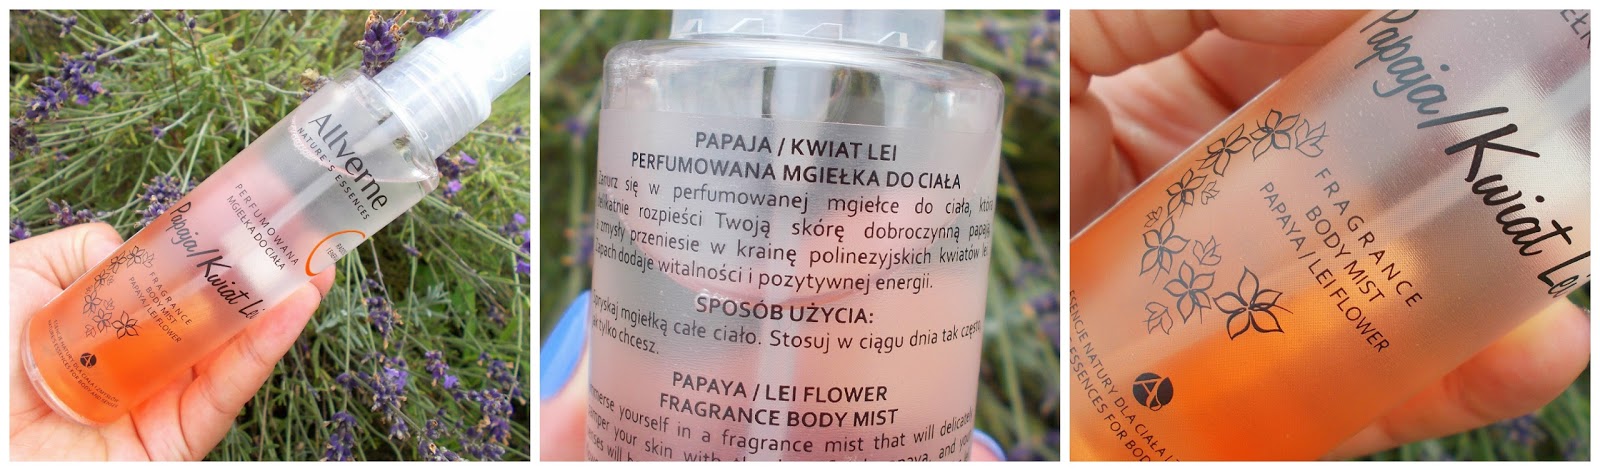 Allverne
NATURE'S ESSENCES
PERFUMOWANA
MGIEŁKA DO CIAŁA
Papaja/Kwiat Lei
FRAGRANCE
BODY MIST
PAPAYA / LEI FLOWER
PAPAJA / KWIAT LEI
PERFUMOWANA MGIEŁKA DO CIAŁA
Zanurz się w perfumowanej mgiełce do ciała, która
delikatnie rozpieści Twoją skórę dobroczynną papają,
a zmysły przeniesie w krainę polinezyjskich kwiatów lei.
Zapach dodaje witalności i pozytywnej energii.
SPOSÓB UŻYCIA:
Spryskaj mgiełką całe ciało. Stosuj w ciągu dnia tak często,
jak tylko chcesz.
PAPAYA / LEI FLOWER
FRAGRANCE BODY MIST
yourself in a fragrance mist that will delicately
your skin with the
Papaja/Kwiat Lei
FRAGRANCE
BODY MIST
PAPAYA / LEI FLOWER
ESENCJE NATURY DLA CIAŁA I
ESSENCES FOR BOD